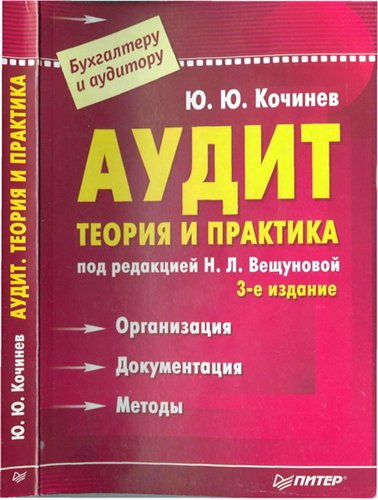 Ю. Ю. Кочинев АУДИТ. ТЕОРИЯ И ПРАКТИКА
Бухгалтеру
и аудитору
Ю. Ю. Кочинев
АУДИТ
ТЕОРИЯ И ПРАКТИКА
под редакцией Н. Л. Вещуновой
3-е издание
Организация
Документация
Методы
ПИТЕР